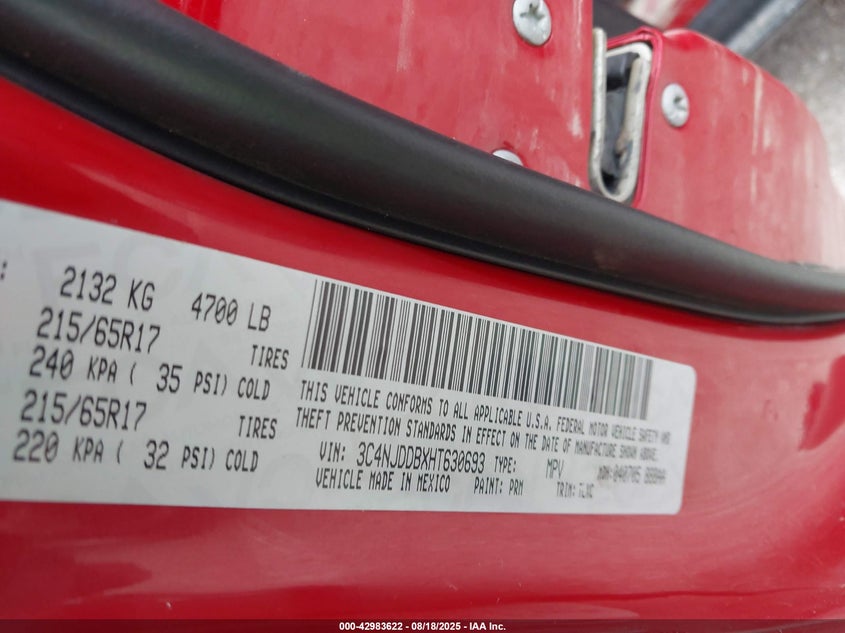 2132 KG 4700 LB
215/65R17 TIRES
240 KPA ( 35 PSI) COLD
215/65R17 TIRES
220 KPA ( 32 PSI) COLD
THIS VEHICLE CONFORMS TO ALL APPLICABLE U.S.A. FEDERAL MOTOR VEHICLE SAFETY AND
THEFT PREVENTION STANDARDS IN EFFECT ON THE DATE OF MANUFACTURE SHOWN ABOVE.
VIN: 3C4NJDDBXHT630693 TYPE: MPV
VEHICLE MADE IN MEXICO PAINT: PRM TRIM: TLXC
000-42983622 - 08/18/2025 - IAA Inc.